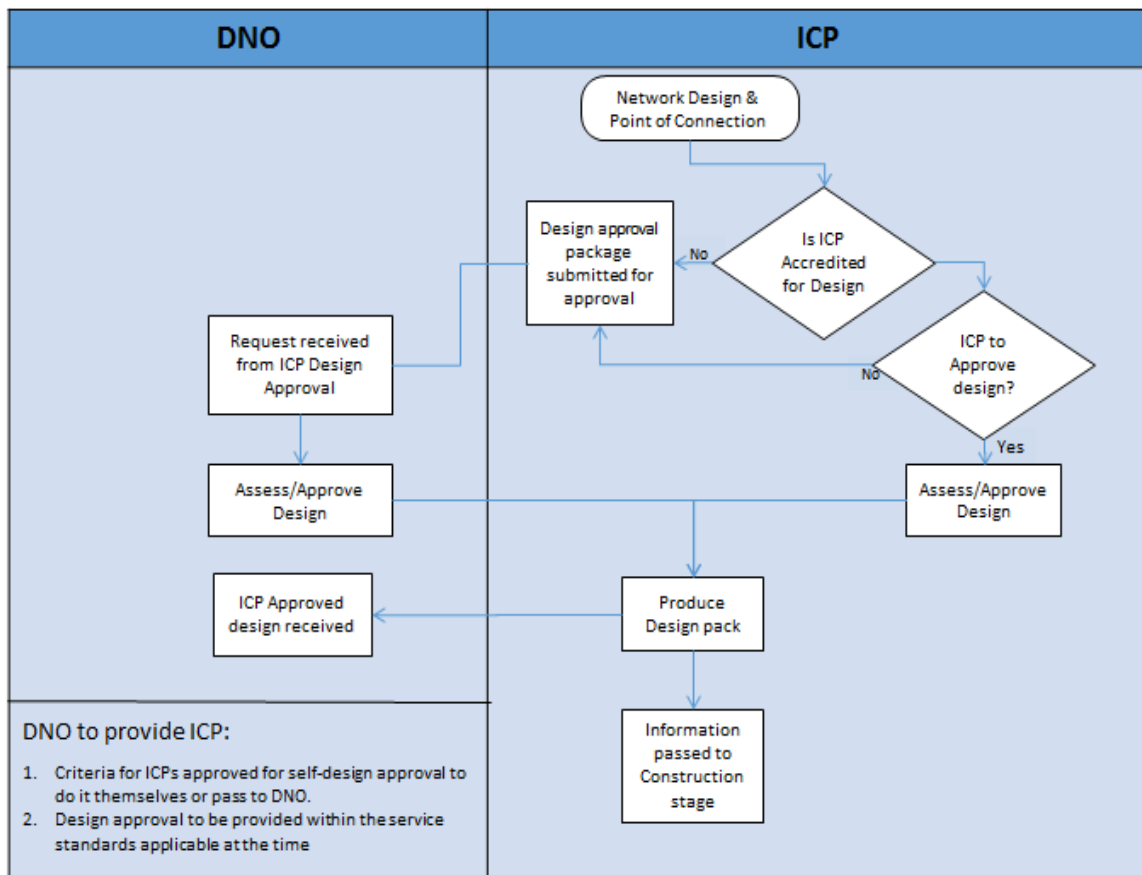 DNO
ICP
Network Design &
Point of Connection
Is ICP
Accredited
for Design
No
Design approval
package
submitted for
approval
ICP to
Approve
design?
No
Yes
Request received
from ICP Design
Approval
Assess/Approve
Design
Assess/Approve
Design
Produce
Design pack
ICP Approved
design received
Information
passed to
Construction
stage
DNO to provide ICP:
1. Criteria for ICPs approved for self-design approval to
do it themselves or pass to DNO.
2. Design approval to be provided within the service
standards applicable at the time